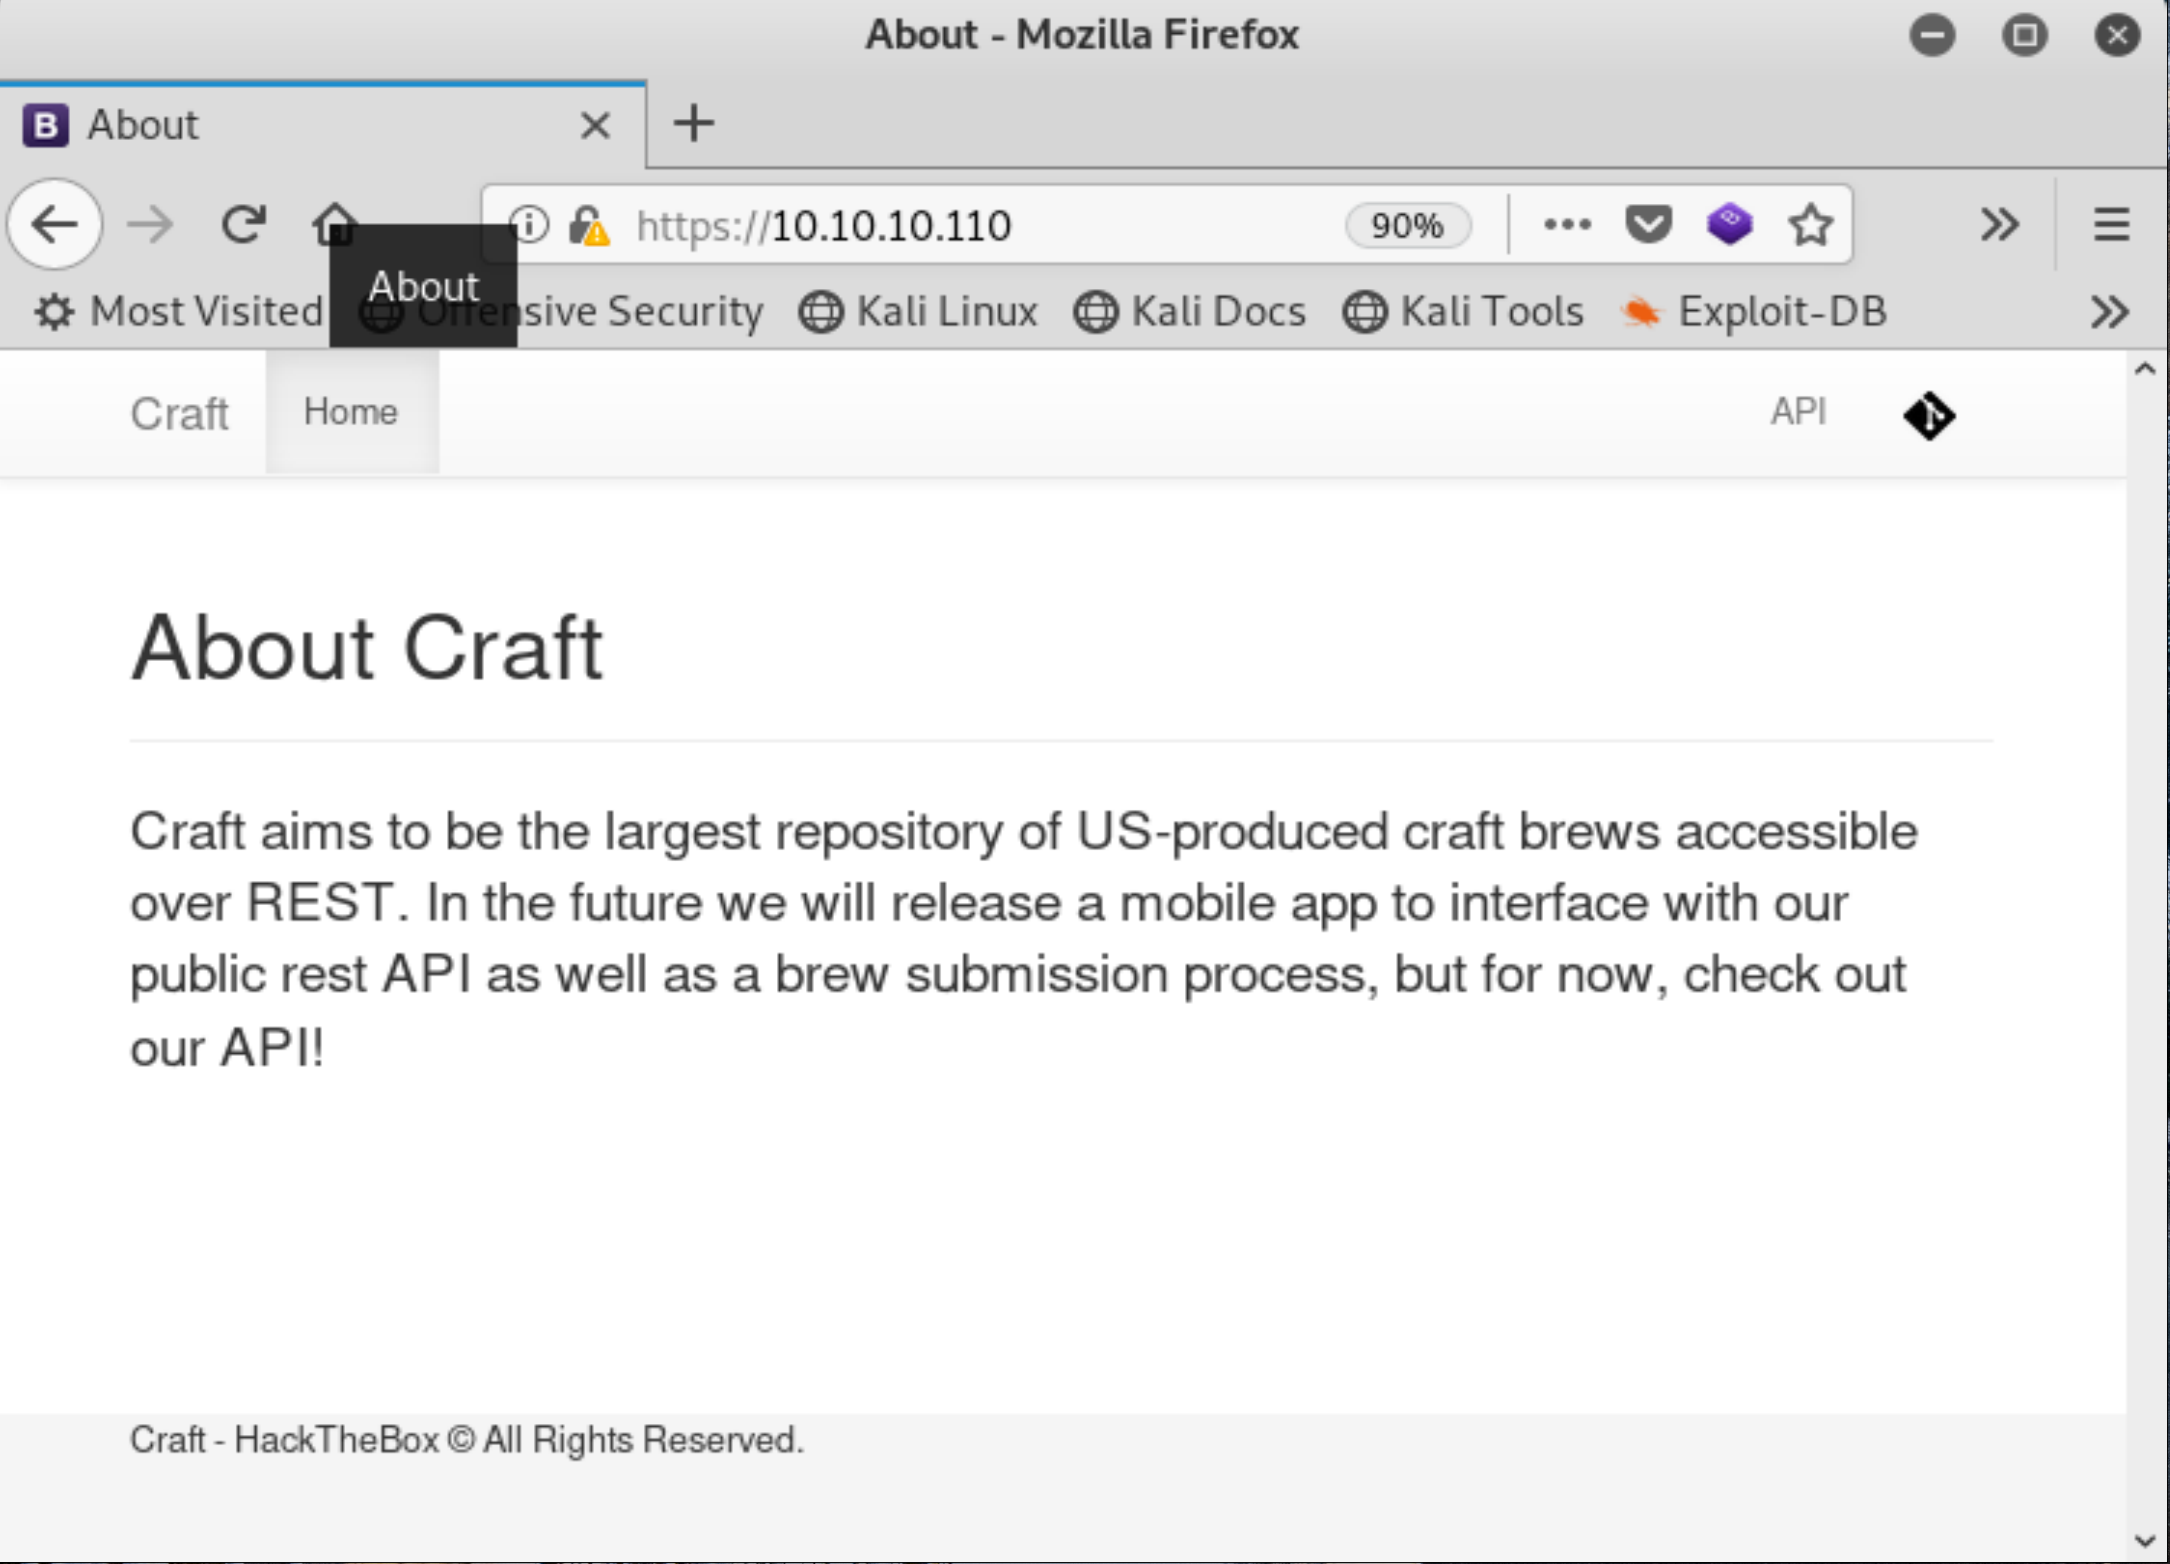 About - Mozilla Firefox
B About
https://10.10.10.110 90%
About
Most Visited Offensive Security Kali Linux Kali Docs Kali Tools Exploit-DB
Craft Home API
About Craft
Craft aims to be the largest repository of US-produced craft brews accessible
over REST. In the future we will release a mobile app to interface with our
public rest API as well as a brew submission process, but for now, check out
our API!
Craft - HackTheBox © All Rights Reserved.